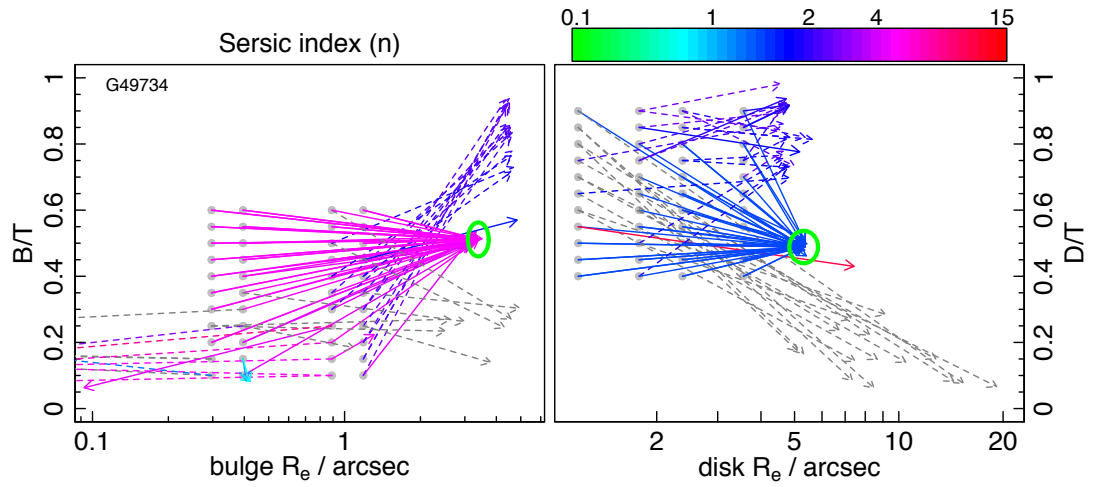 Sersic index (n)
0.1 1 2 4 15
G49734
B/T
0 0.2 0.4 0.6 0.8 1
0.1 1
bulge Rₑ / arcsec
2 5 10 20
disk Rₑ / arcsec
0 0.2 0.4 0.6 0.8 1
D/T